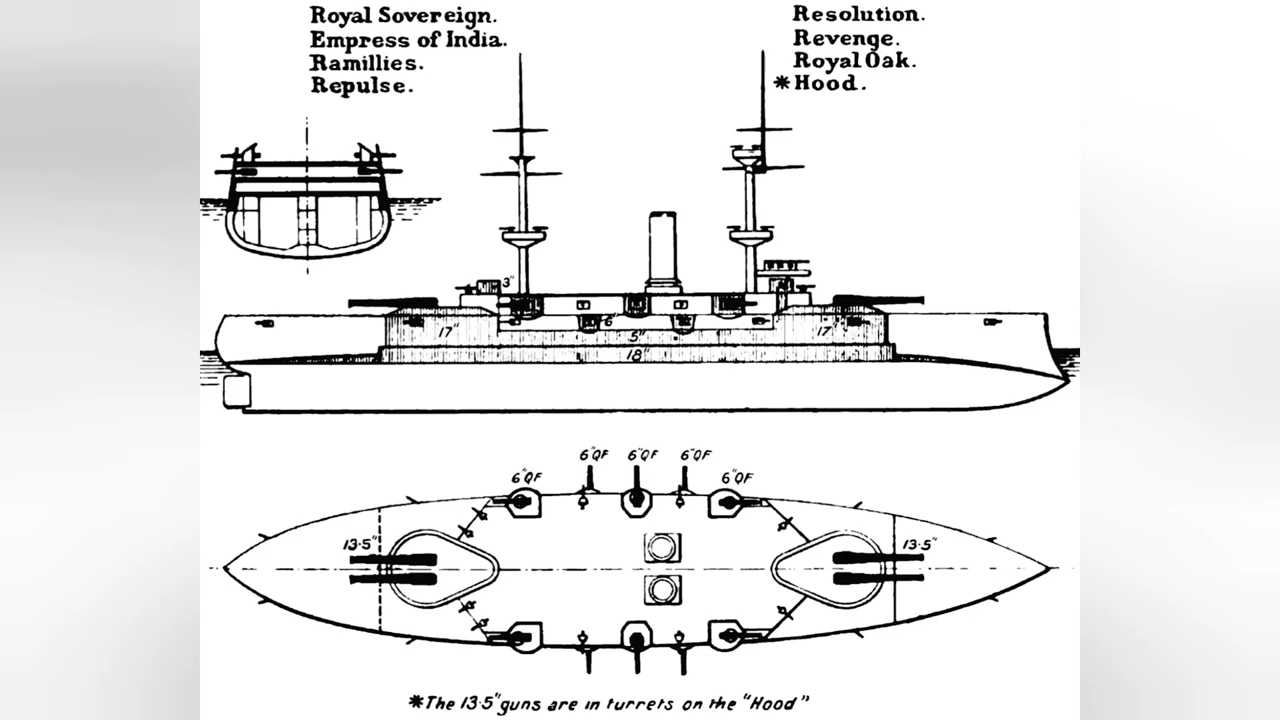 Royal Sovereign.
Empress of India.
Ramillies.
Repulse.
Resolution.
Revenge.
Royal Oak.
*Hood.
3"
6"
17"
5"
17"
18"
6"QF
6"QF
6"QF
6"QF
6"QF
13·5"
13·5"
*The 13·5" guns are in turrets on the "Hood"